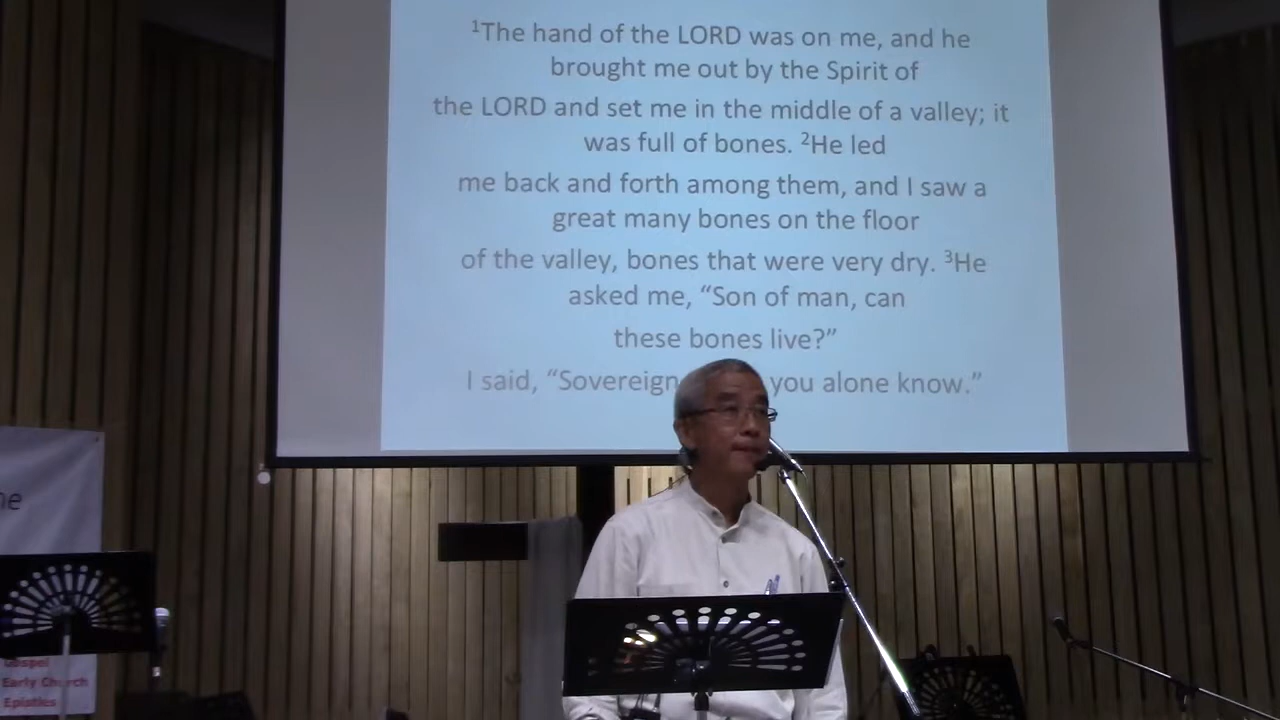 ¹The hand of the LORD was on me, and he
brought me out by the Spirit of
the LORD and set me in the middle of a valley; it
was full of bones. ²He led
me back and forth among them, and I saw a
great many bones on the floor
of the valley, bones that were very dry. ³He
asked me, “Son of man, can
these bones live?”
I said, “Sovereign you alone know.”
Gospel
Early Church
Epistles